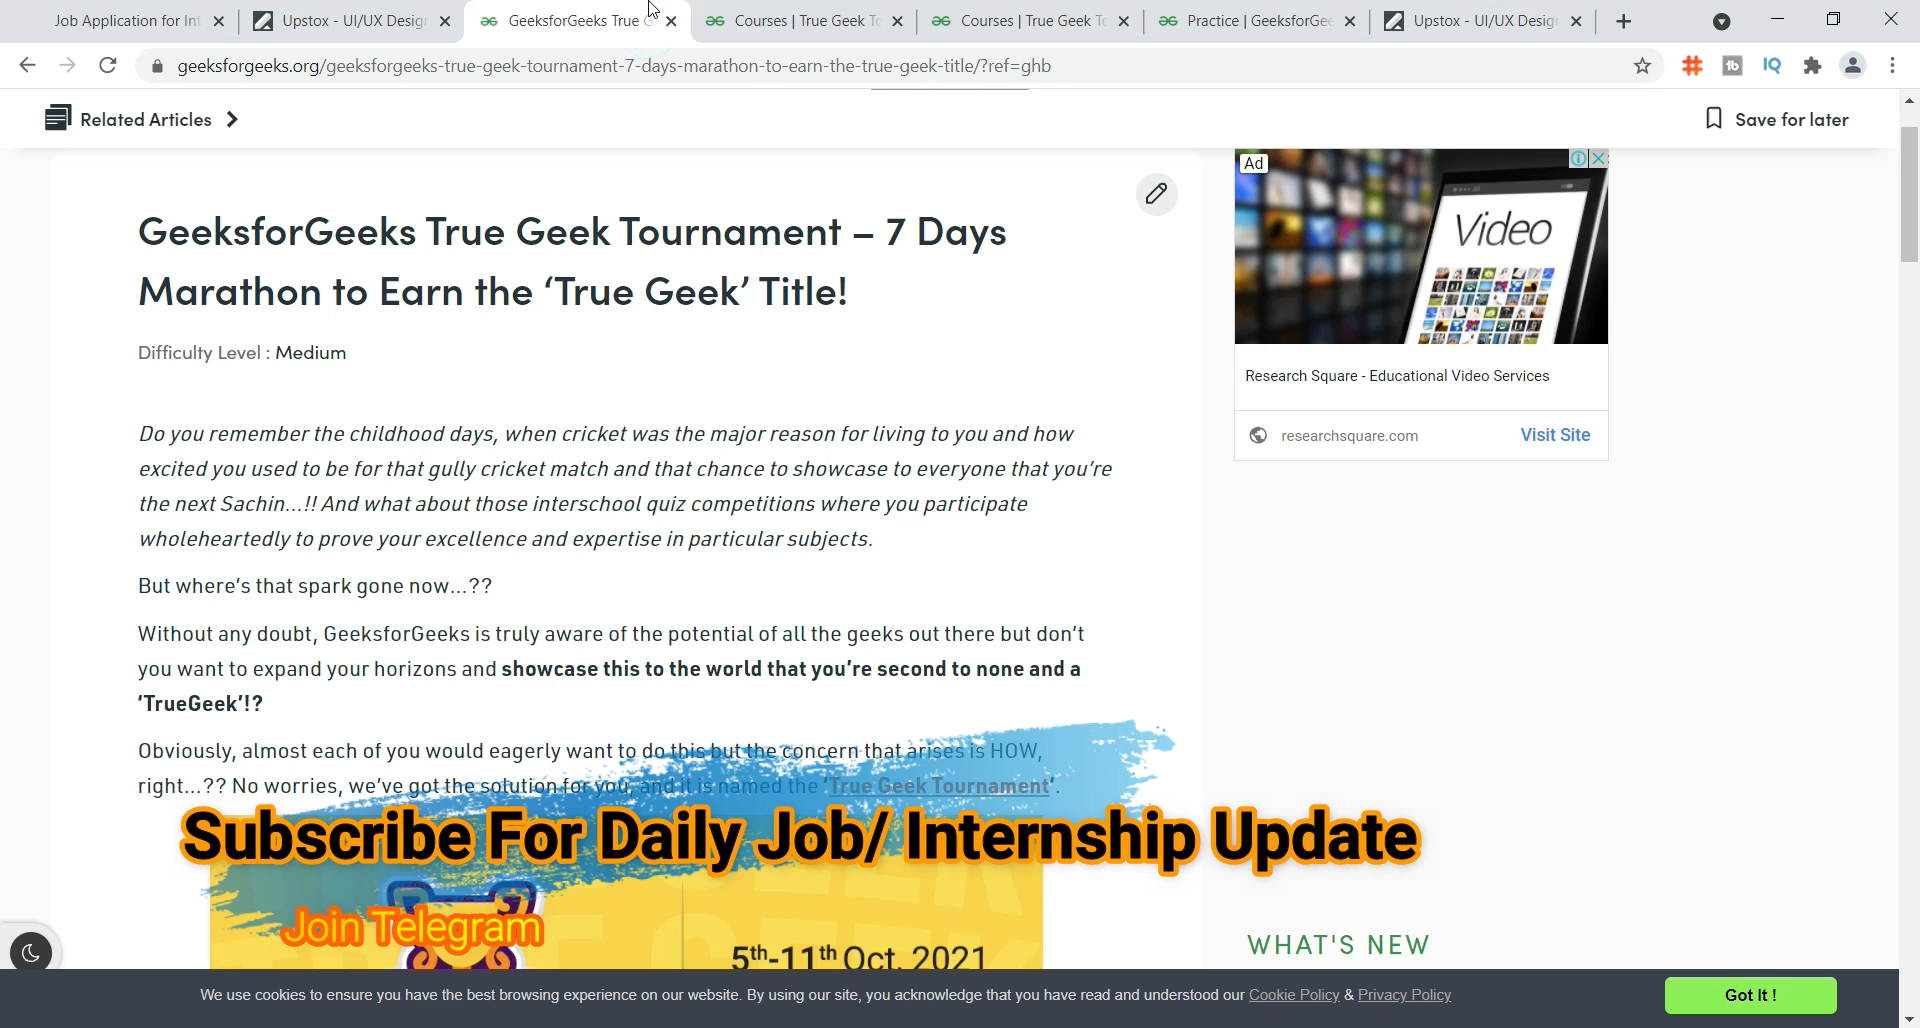 Job Application for Int
Upstox - UI/UX Desig
GeeksforGeeks True G
Courses | True Geek To
Courses | True Geek To
Practice | GeeksforGee
Upstox - UI/UX Desig
geeksforgeeks.org/geeksforgeeks-true-geek-tournament-7-days-marathon-to-earn-the-true-geek-title/?ref=ghb
tb
IQ
Related Articles
Save for later
GeeksforGeeks True Geek Tournament – 7 Days
Marathon to Earn the ‘True Geek’ Title!
Difficulty Level : Medium
Do you remember the childhood days, when cricket was the major reason for living to you and how
excited you used to be for that gully cricket match and that chance to showcase to everyone that you’re
the next Sachin…!! And what about those interschool quiz competitions where you participate
wholeheartedly to prove your excellence and expertise in particular subjects.
But where’s that spark gone now…??
Without any doubt, GeeksforGeeks is truly aware of the potential of all the geeks out there but don’t
you want to expand your horizons and showcase this to the world that you’re second to none and a
‘TrueGeek’!?
Obviously, almost each of you would eagerly want to do this but the concern that arises is HOW,
right…?? No worries, we’ve got the solution for you, and it is named the ‘True Geek Tournament’.
Subscribe For Daily Job/ Internship Update
Join Telegram
5th-11th Oct. 2021
Ad
Video
Research Square - Educational Video Services
researchsquare.com
Visit Site
WHAT'S NEW
We use cookies to ensure you have the best browsing experience on our website. By using our site, you acknowledge that you have read and understood our Cookie Policy & Privacy Policy
Got It !